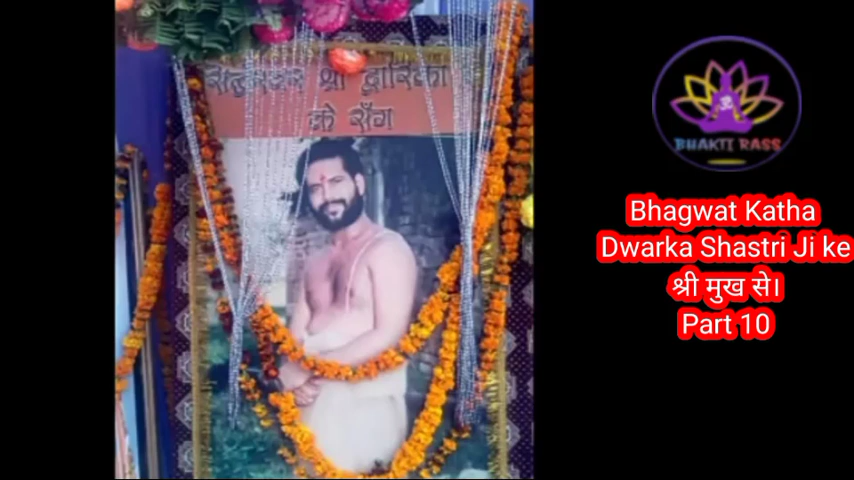 श्री द्वारिका
के सँग
BHAKTI RASS
Bhagwat Katha
Dwarka Shastri Ji ke
श्री मुख से।
Part 10